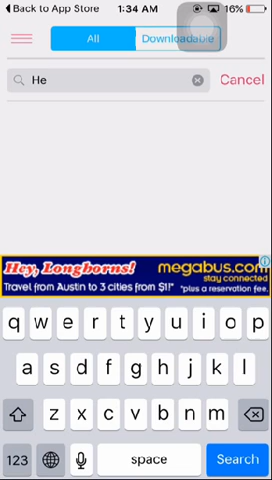 Back to App Store 1:34 AM 16%
All Downloadable
He Cancel
Hey, Longhorns! megabus.com
stay connected
Travel from Austin to 3 cities from $1!* *plus a reservation fee.
q w e r t y u i o p
a s d f g h j k l
z x c v b n m
123 space Search